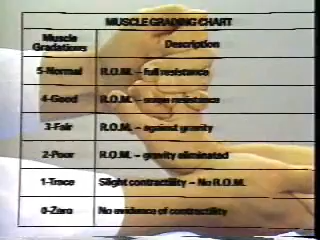 MUSCLE GRADING CHART
Muscle Gradations Description
5-Normal R.O.M. – full resistance
4-Good R.O.M. – some resistance
3-Fair R.O.M. – against gravity
2-Poor R.O.M. – gravity eliminated
1-Trace Slight contractility – No R.O.M.
0-Zero No evidence of contractility